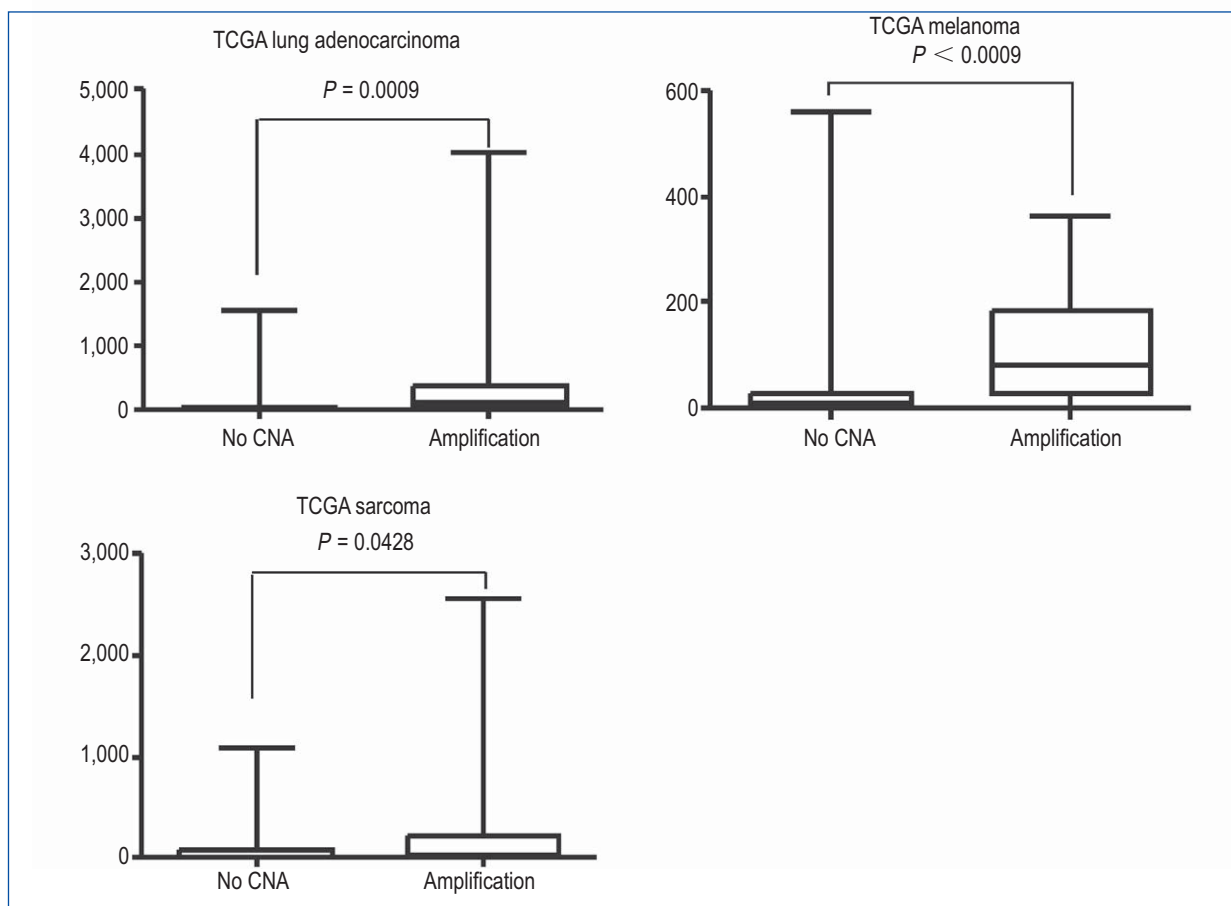 TCGA lung adenocarcinoma
P = 0.0009
5,000
4,000
3,000
2,000
1,000
0
No CNA Amplification
TCGA melanoma
P < 0.0009
600
400
200
0
No CNA Amplification
TCGA sarcoma
P = 0.0428
3,000
2,000
1,000
0
No CNA Amplification